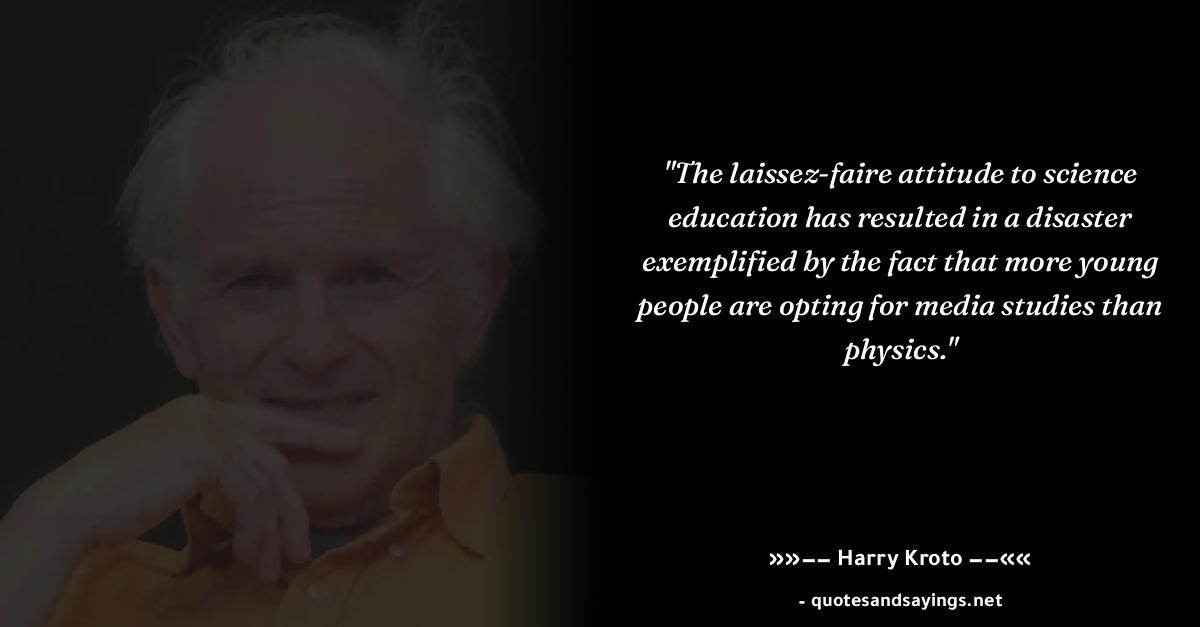 "The laissez-faire attitude to science
education has resulted in a disaster
exemplified by the fact that more young
people are opting for media studies than
physics."
»»−− Harry Kroto −−««
- quotesandsayings.net